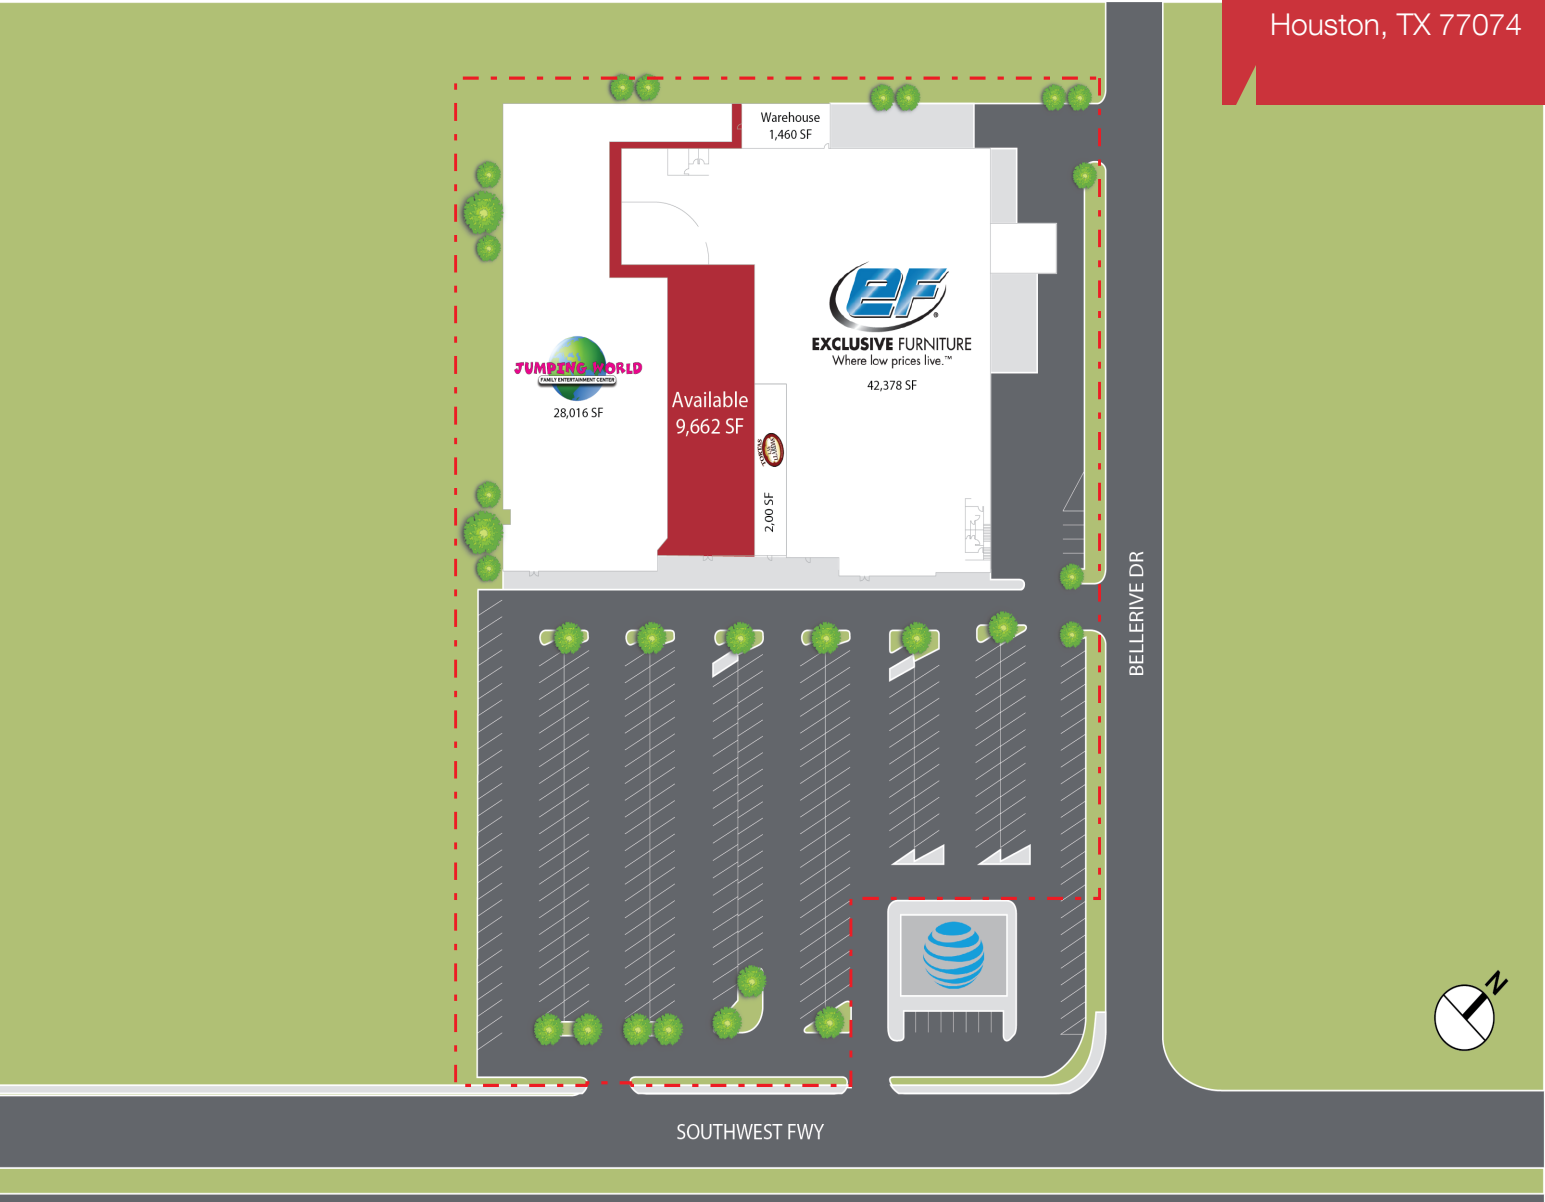 Houston, TX 77074
Warehouse
1,460 SF
EF
EXCLUSIVE FURNITURE
Where low prices live.™
42,378 SF
JUMPING WORLD
FAMILY ENTERTAINMENT CENTER
28,016 SF
Available
9,662 SF
TORTAS
2,00 SF
BELLERIVE DR
N
SOUTHWEST FWY